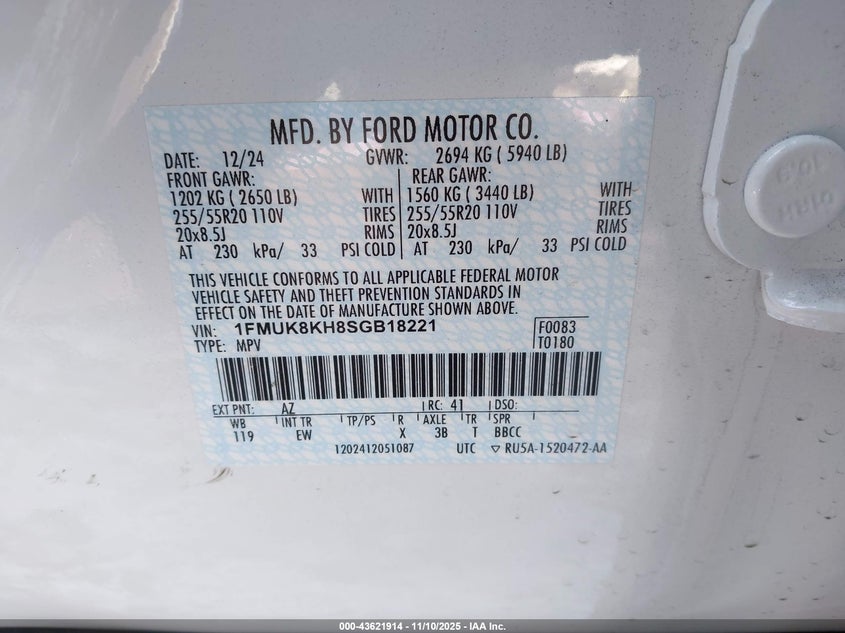 MFD. BY FORD MOTOR CO.
DATE: 12/24 GVWR: 2694 KG ( 5940 LB)
FRONT GAWR: REAR GAWR:
1202 KG ( 2650 LB) WITH 1560 KG ( 3440 LB) WITH
255/55R20 110V TIRES 255/55R20 110V TIRES
20x8.5J RIMS 20x8.5J RIMS
AT 230 kPa/ 33 PSI COLD AT 230 kPa/ 33 PSI COLD
THIS VEHICLE CONFORMS TO ALL APPLICABLE FEDERAL MOTOR
VEHICLE SAFETY AND THEFT PREVENTION STANDARDS IN
EFFECT ON THE DATE OF MANUFACTURE SHOWN ABOVE.
VIN: 1FMUK8KH8SGB18221 F0083
TYPE: MPV T0180
EXT PNT: AZ RC: 41 DSO:
WB INT TR TP/PS R AXLE TR SPR
119 EW X 3B T BBCC
1202412051087 UTC ▽ RU5A-1520472-AA
000-43621914 - 11/10/2025 - IAA Inc.